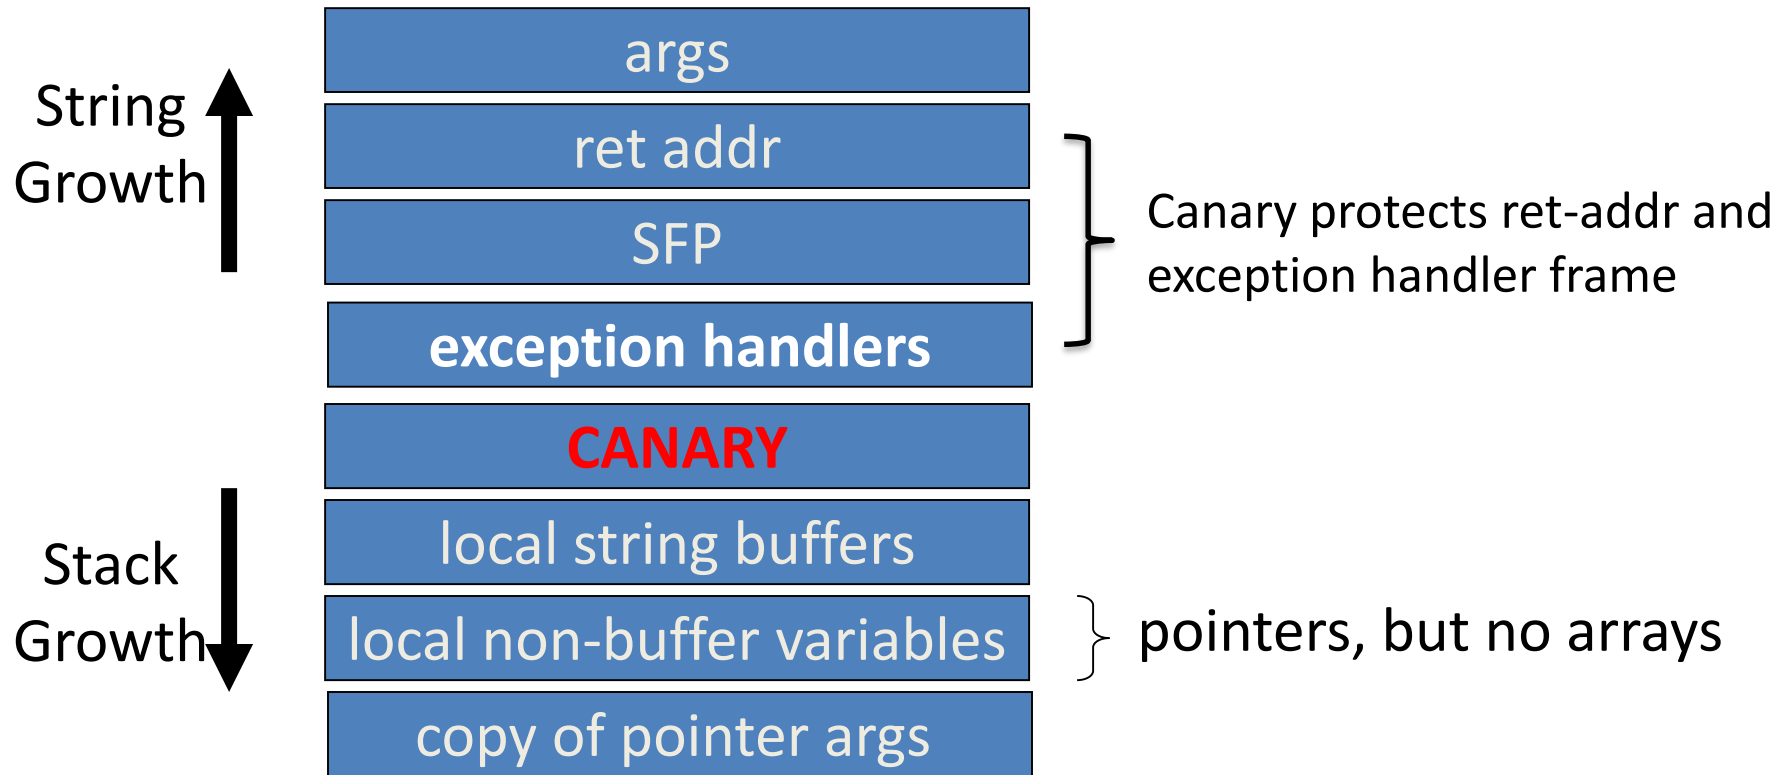 args
String
Growth
ret addr
SFP
Canary protects ret-addr and
exception handler frame
exception handlers
CANARY
local string buffers
Stack
Growth
local non-buffer variables
pointers, but no arrays
copy of pointer args